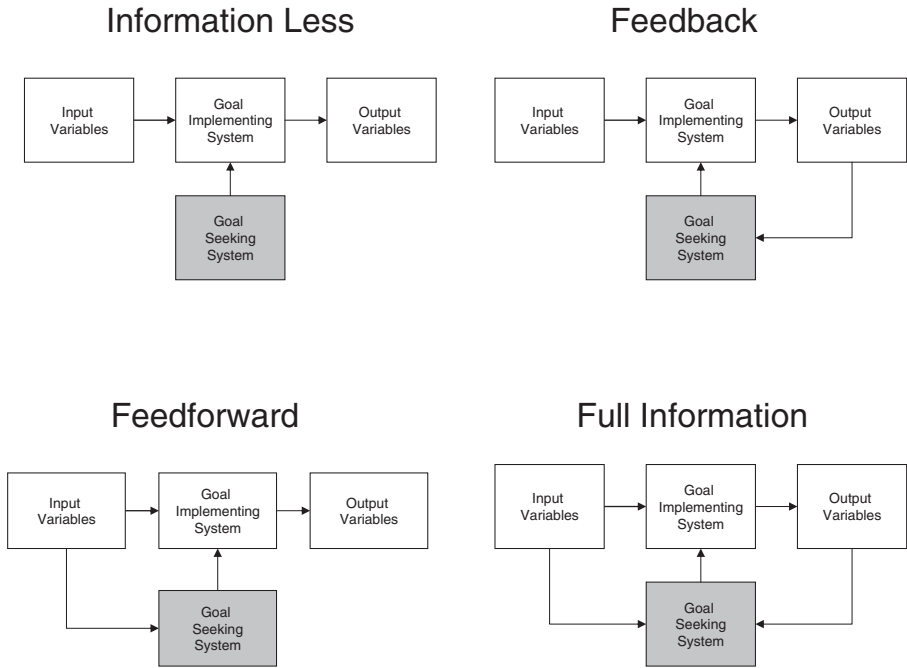 Information Less
Input
Variables
Goal
Implementing
System
Output
Variables
Goal
Seeking
System
Feedback
Input
Variables
Goal
Implementing
System
Output
Variables
Goal
Seeking
System
Feedforward
Input
Variables
Goal
Implementing
System
Output
Variables
Goal
Seeking
System
Full Information
Input
Variables
Goal
Implementing
System
Output
Variables
Goal
Seeking
System